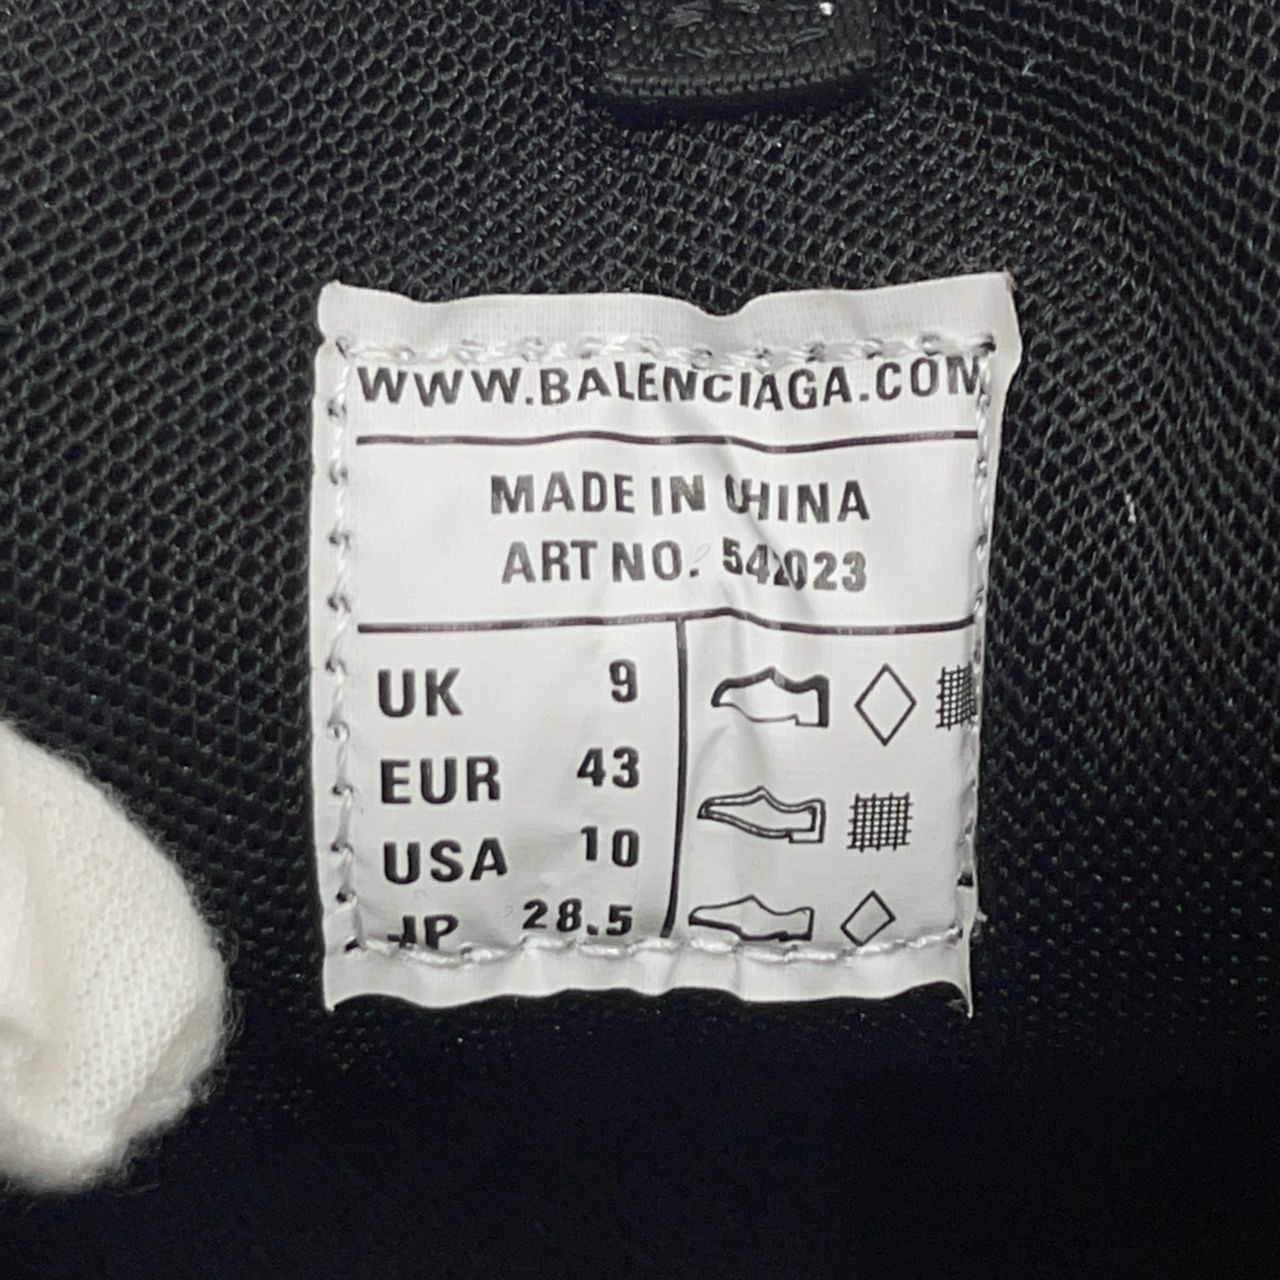 WWW.BALENCIAGA.COM
MADE IN CHINA
ART NO. 542023
UK 9
EUR 43
USA 10
JP 28.5